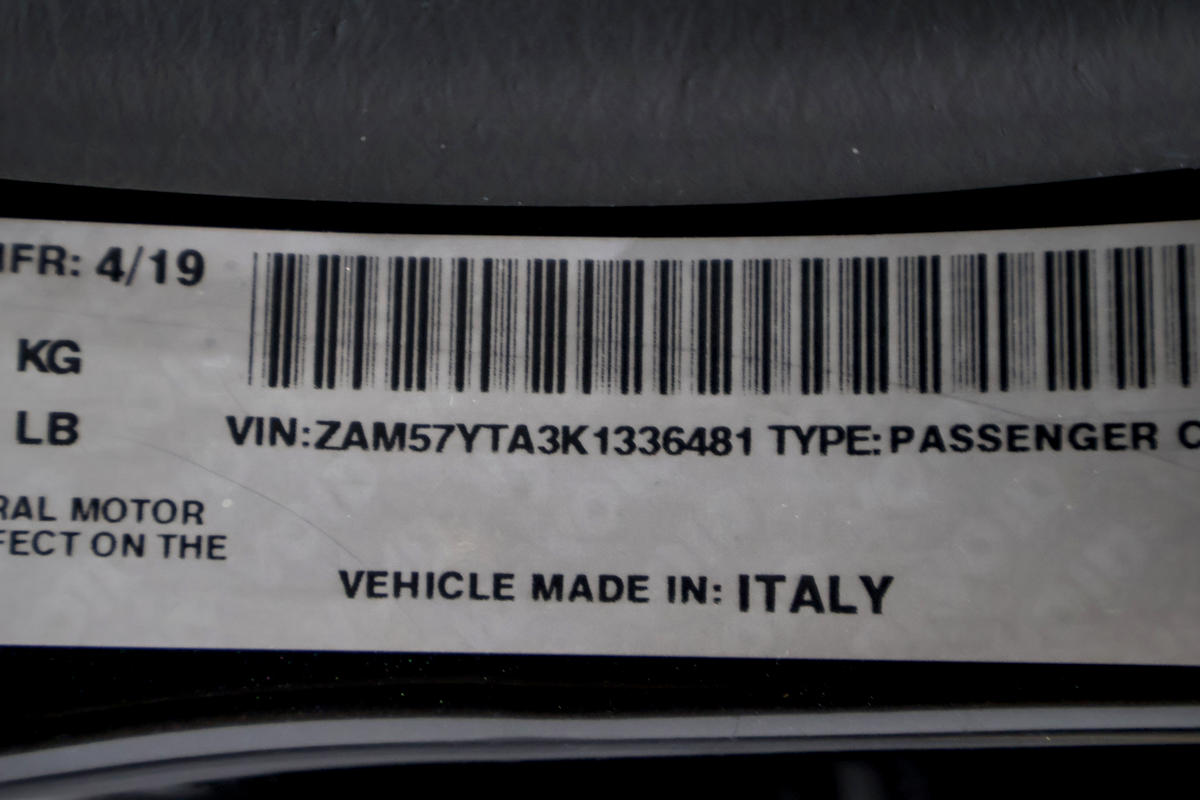 MFR: 4/19
KG
LB
VIN:ZAM57YTA3K1336481 TYPE:PASSENGER C
RAL MOTOR
FECT ON THE
VEHICLE MADE IN: ITALY